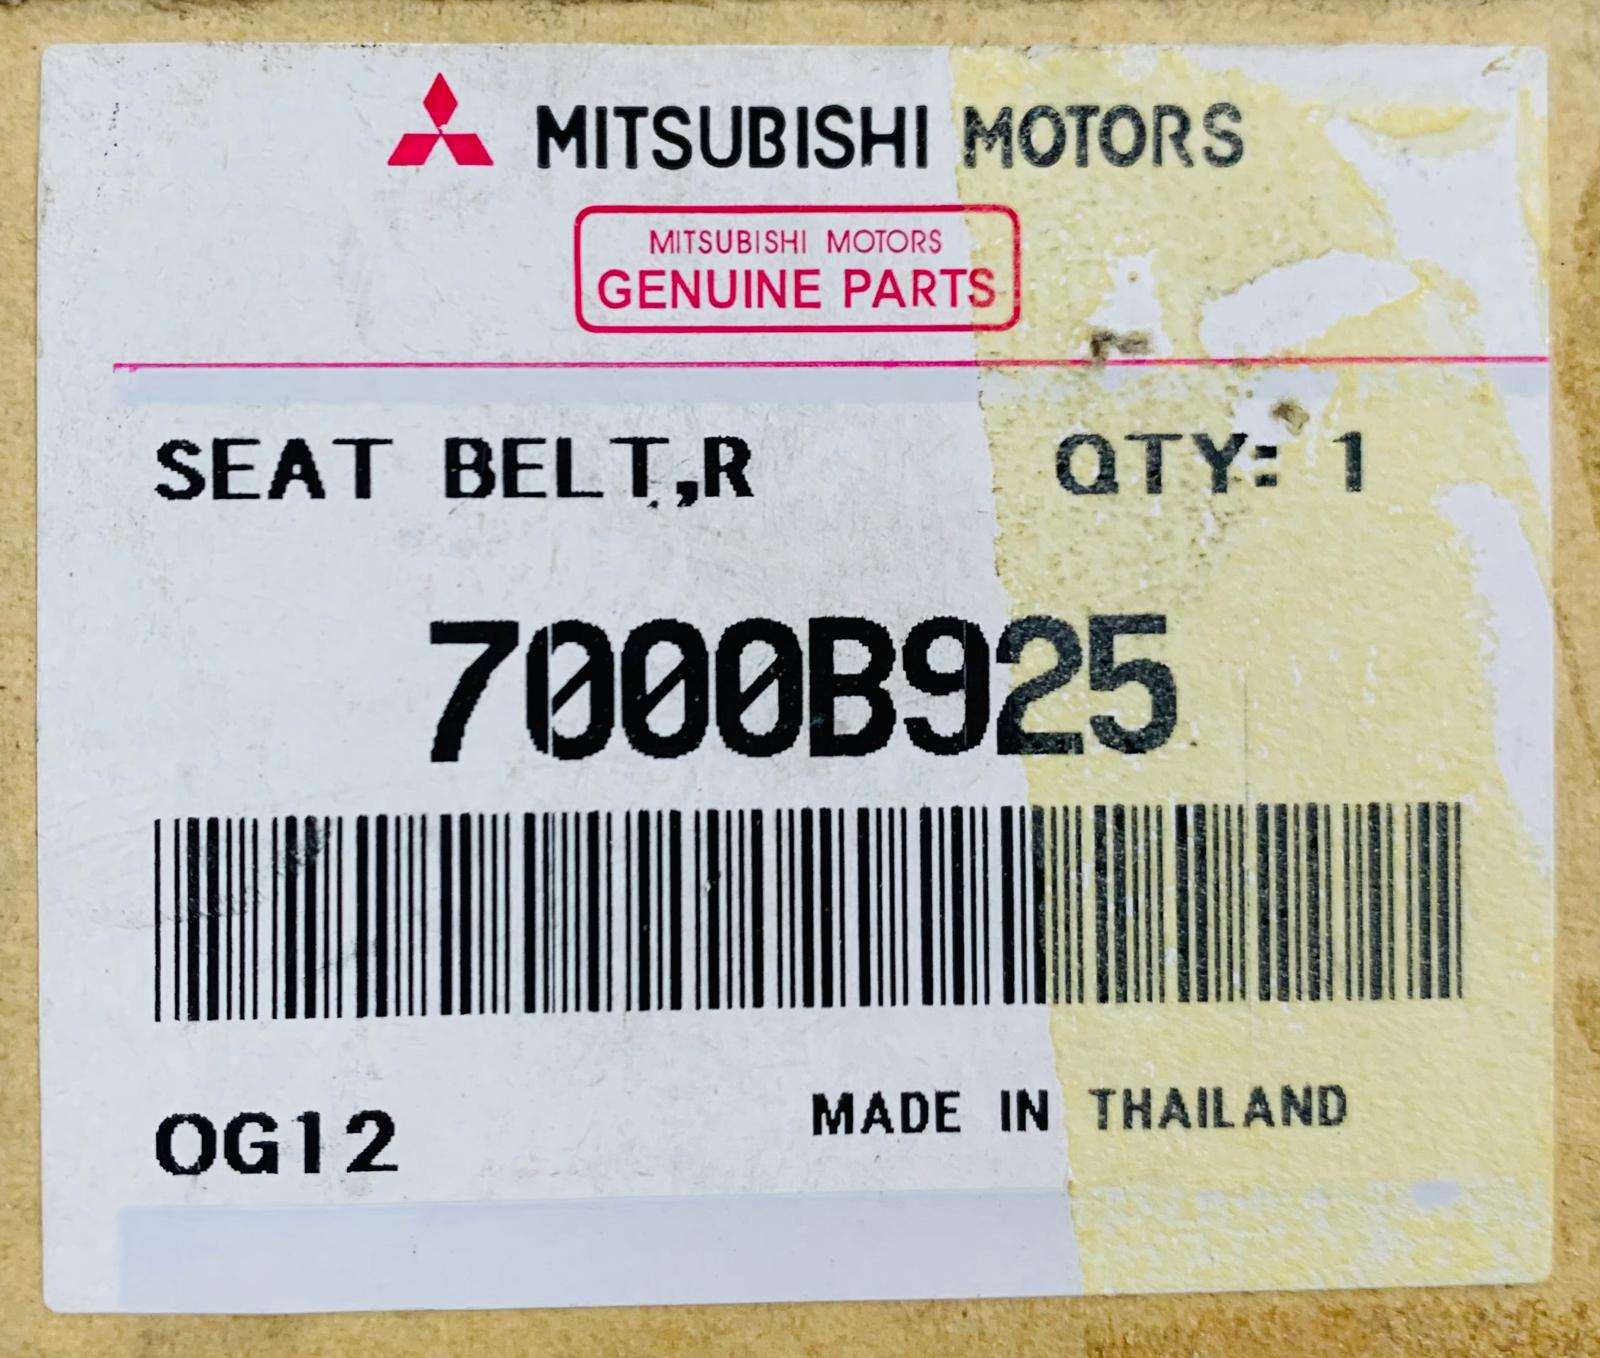 MITSUBISHI MOTORS
MITSUBISHI MOTORS
GENUINE PARTS
SEAT BELT,R QTY: 1
7000B925
OG12 MADE IN THAILAND